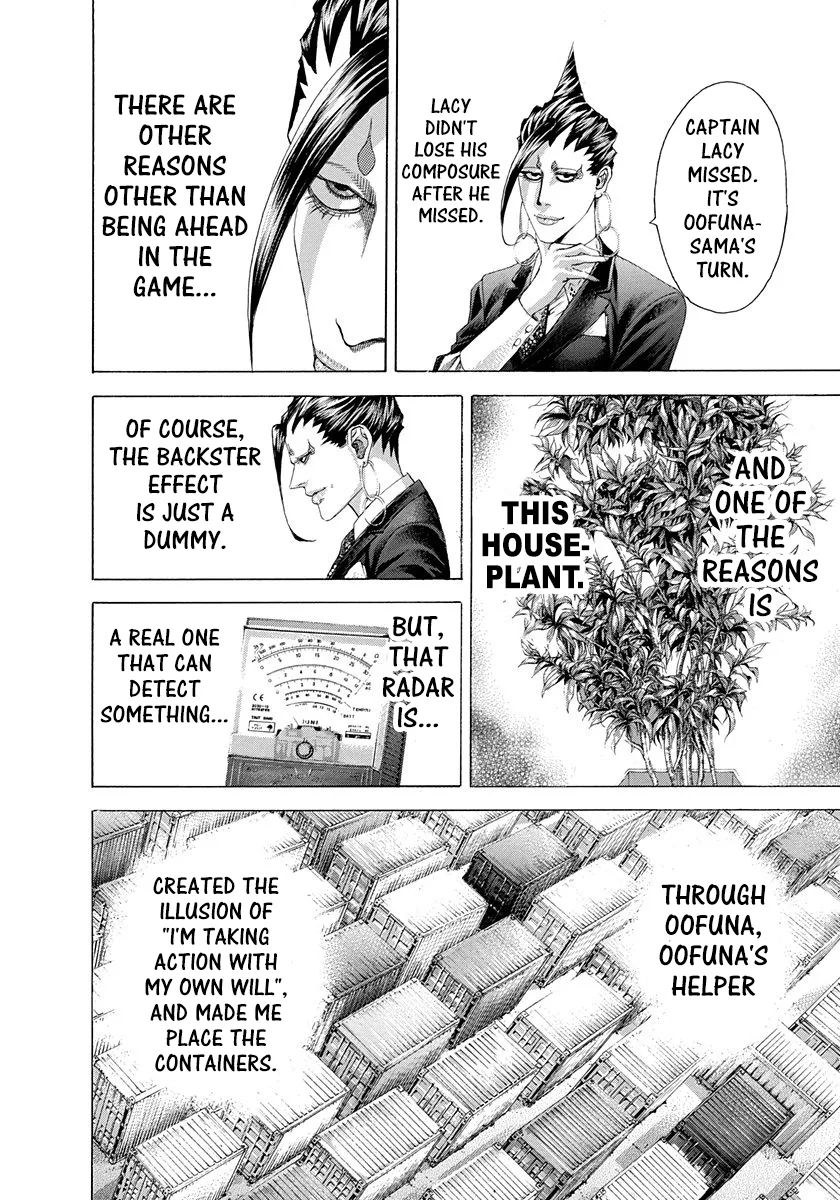 CAPTAIN
LACY
MISSED.
IT'S
OOFUNA-
SAMA'S
TURN.
LACY
DIDN'T
LOSE HIS
COMPOSURE
AFTER HE
MISSED.
THERE ARE
OTHER
REASONS
OTHER THAN
BEING AHEAD
IN THE
GAME...
AND
ONE OF
THE
REASONS
IS
THIS
HOUSE-
PLANT.
OF COURSE,
THE BACKSTER
EFFECT
IS JUST A
DUMMY.
BUT,
THAT
RADAR
IS...
A REAL ONE
THAT CAN
DETECT
SOMETHING...
THROUGH
OOFUNA,
OOFUNA'S
HELPER
CREATED THE
ILLUSION OF
"I'M TAKING
ACTION WITH
MY OWN WILL",
AND MADE ME
PLACE THE
CONTAINERS.